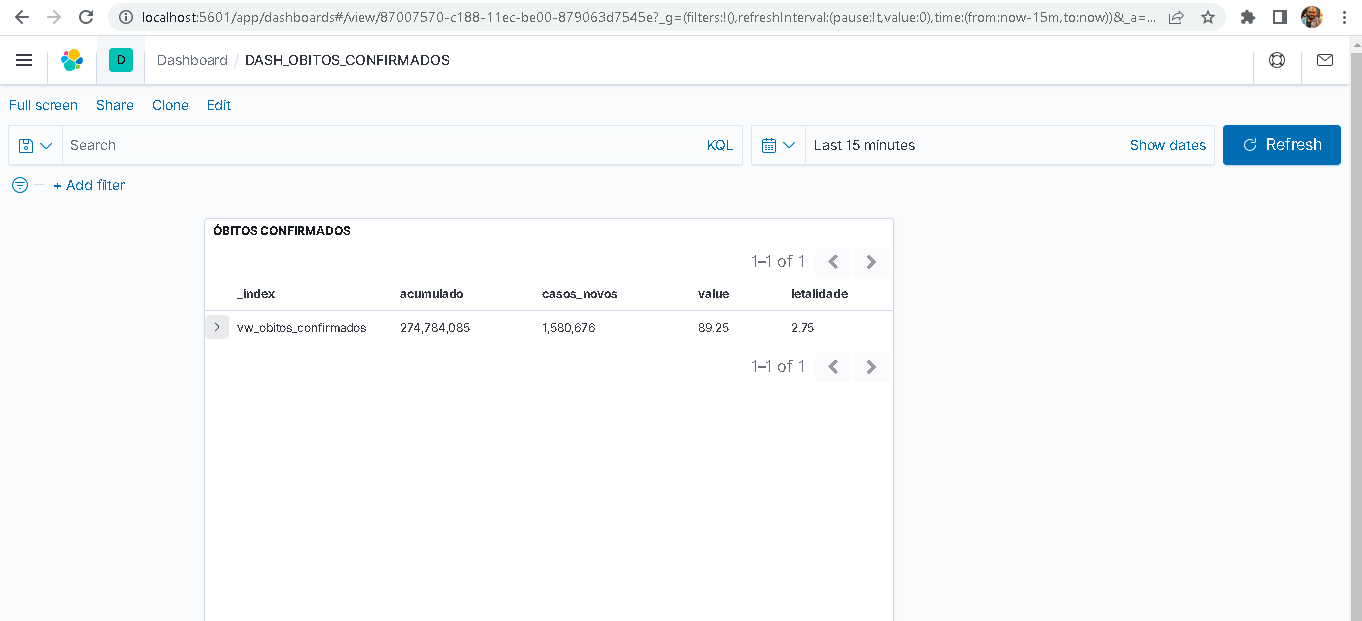 localhost:5601/app/dashboards#/view/87007570-c188-11ec-be00-879063d7545e?_g=(filters:!(),refreshInterval:(pause:!t,value:0),time:(from:now-15m,to:now))&_a=...
D Dashboard / DASH_OBITOS_CONFIRMADOS
Full screen Share Clone Edit
Search KQL Last 15 minutes Show dates Refresh
+ Add filter
ÓBITOS CONFIRMADOS
1–1 of 1
_index acumulado casos_novos value letalidade
vw_obitos_confirmados 274,784,085 1,580,676 89.25 2.75
1–1 of 1